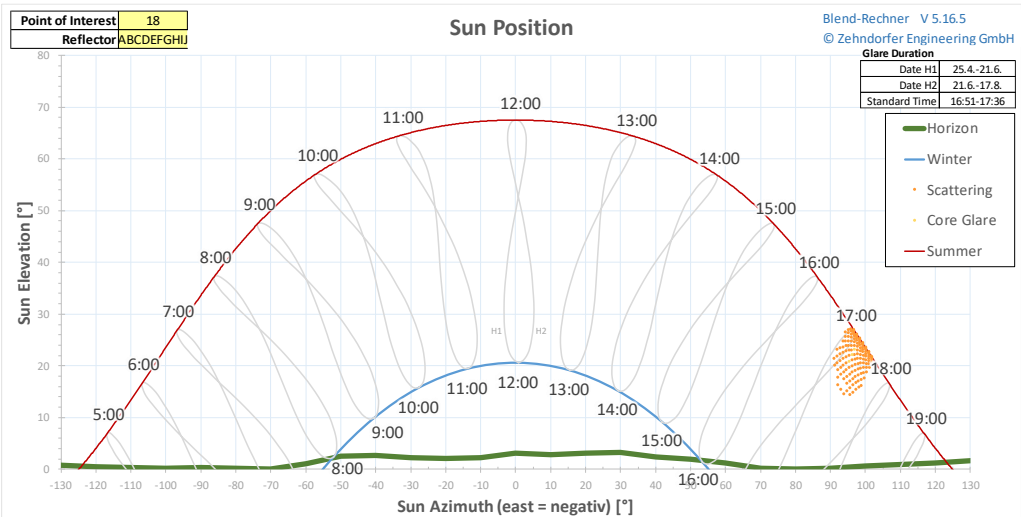 Point of Interest 18
Reflector ABCDEFGHIJ
Sun Position
Blend-Rechner V 5.16.5
© Zehndorfer Engineering GmbH
Glare Duration
Date H1 25.4.-21.6.
Date H2 21.6.-17.8.
Standard Time 16:51-17:36
Horizon
Winter
Scattering
Core Glare
Summer
Sun Elevation [°]
80
70
60
50
40
30
20
10
0
12:00
11:00
13:00
10:00
14:00
9:00
15:00
8:00
16:00
7:00
17:00
6:00
18:00
5:00
19:00
H1 H2
11:00
12:00
13:00
10:00
14:00
9:00
15:00
8:00
16:00
-130 -120 -110 -100 -90 -80 -70 -60 -50 -40 -30 -20 -10 0 10 20 30 40 50 60 70 80 90 100 110 120 130
Sun Azimuth (east = negativ) [°]